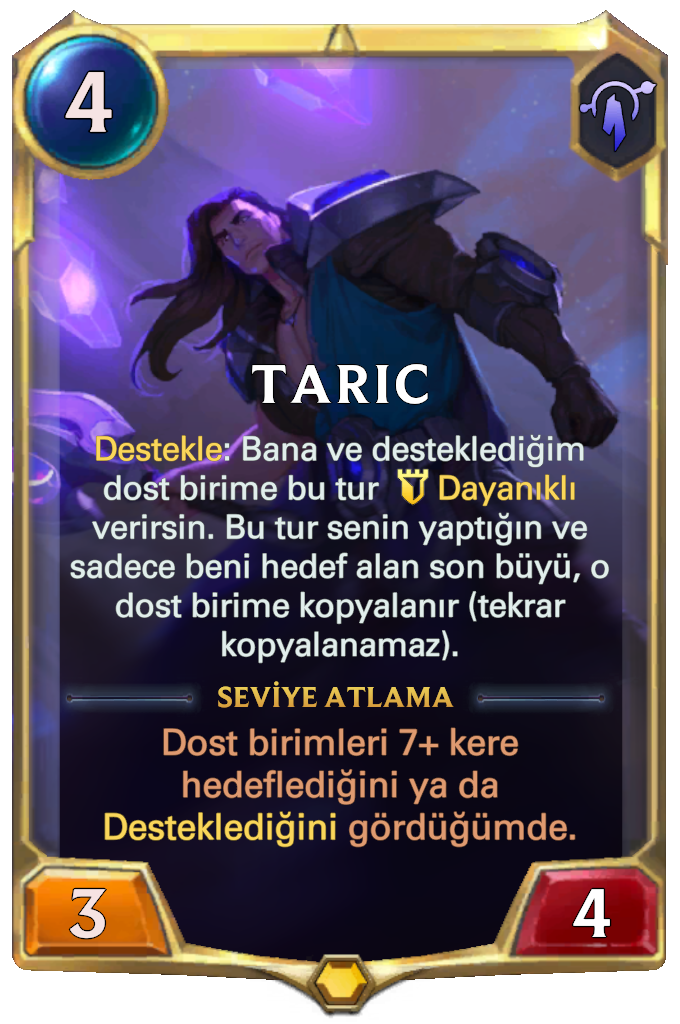 4
TARIC
Destekle: Bana ve desteklediğim
dost birime bu tur Dayanıklı
verirsin. Bu tur senin yaptığın ve
sadece beni hedef alan son büyü, o
dost birime kopyalanır (tekrar
kopyalanamaz).
SEVİYE ATLAMA
Dost birimleri 7+ kere
hedeflediğini ya da
Desteklediğini gördüğümde.
3
4